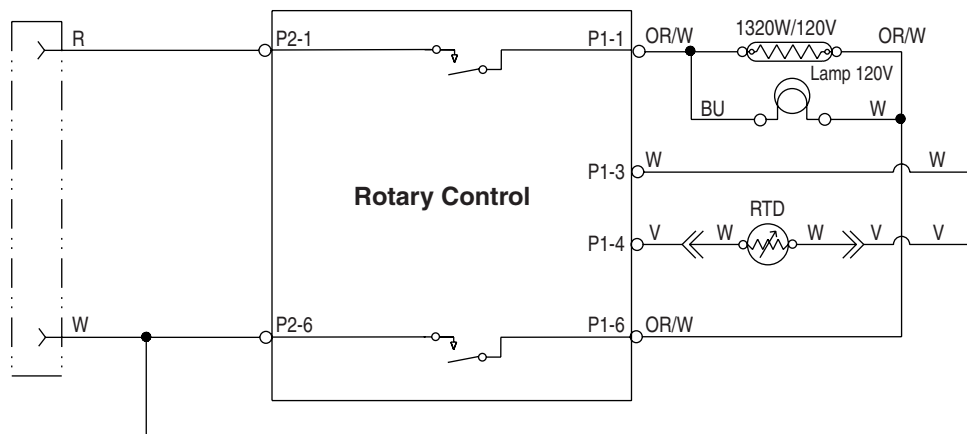 R P2-1 P1-1 OR/W 1320W/120V OR/W
Lamp 120V
BU W
P1-3 W W
Rotary Control
RTD
P1-4 V W W V V
W P2-6 P1-6 OR/W